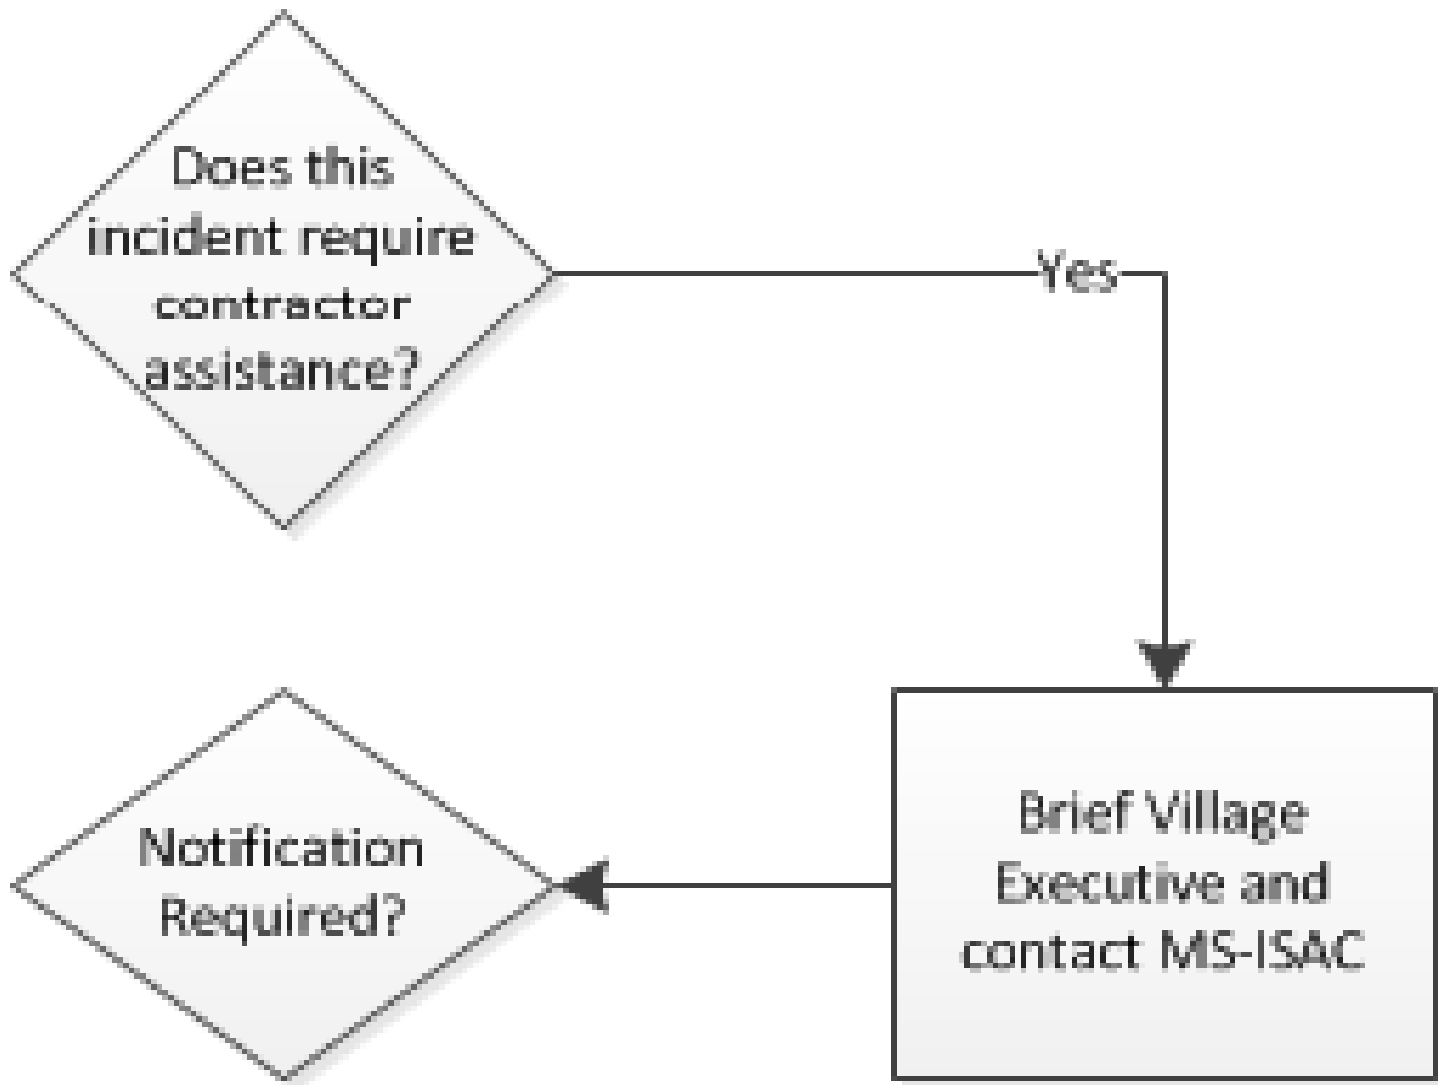 Does this
incident require
contractor
assistance?
Yes
Brief Village
Executive and
contact MS-ISAC
Notification
Required?